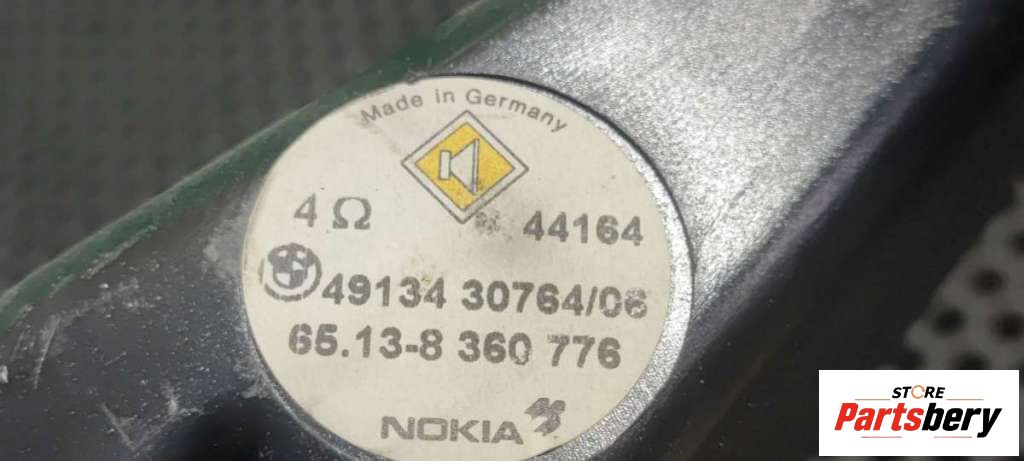 Made in Germany
4 Ω 44164
49134 30764/06
65.13-8 360 776
NOKIA
STORE
Partsbery